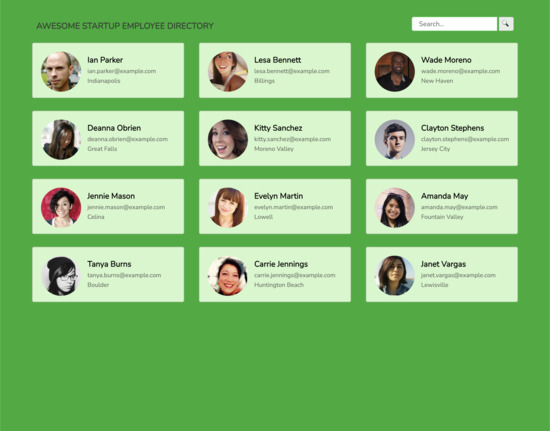 AWESOME STARTUP EMPLOYEE DIRECTORY
Search...
Ian Parker
ian.parker@example.com
Indianapolis
Lesa Bennett
lesa.bennett@example.com
Billings
Wade Moreno
wade.moreno@example.com
New Haven
Deanna Obrien
deanna.obrien@example.com
Great Falls
Kitty Sanchez
kitty.sanchez@example.com
Moreno Valley
Clayton Stephens
clayton.stephens@example.com
Jersey City
Jennie Mason
jennie.mason@example.com
Celina
Evelyn Martin
evelyn.martin@example.com
Lowell
Amanda May
amanda.may@example.com
Fountain Valley
Tanya Burns
tanya.burns@example.com
Boulder
Carrie Jennings
carrie.jennings@example.com
Huntington Beach
Janet Vargas
janet.vargas@example.com
Lewisville